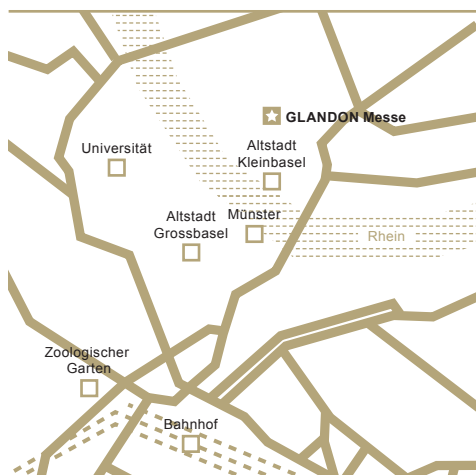 GLANDON Messe
Universität
Altstadt
Kleinbasel
Altstadt
Grossbasel
Münster
Rhein
Zoologischer
Garten
Bahnhof